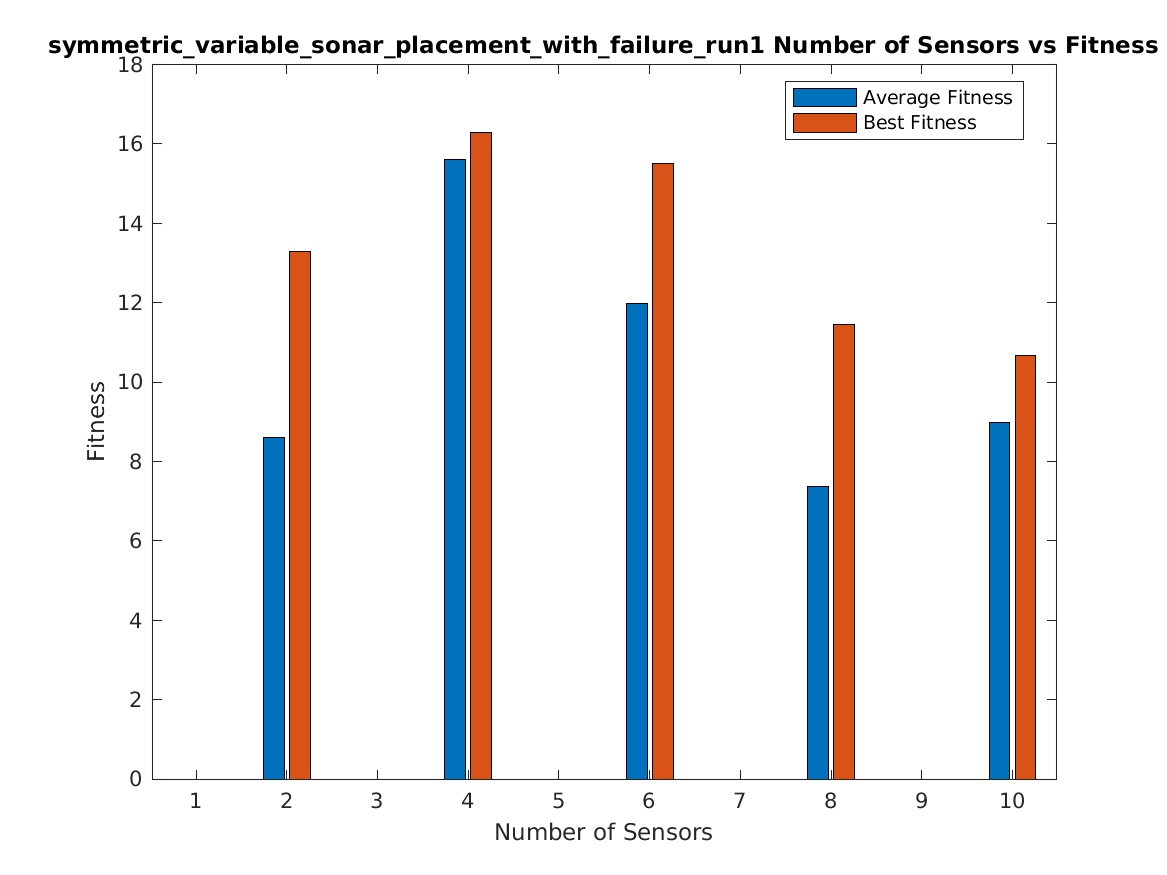 symmetric_variable_sonar_placement_with_failure_run1 Number of Sensors vs Fitness
18
16
14
12
10
8
6
4
2
0
Fitness
Average Fitness
Best Fitness
1 2 3 4 5 6 7 8 9 10
Number of Sensors